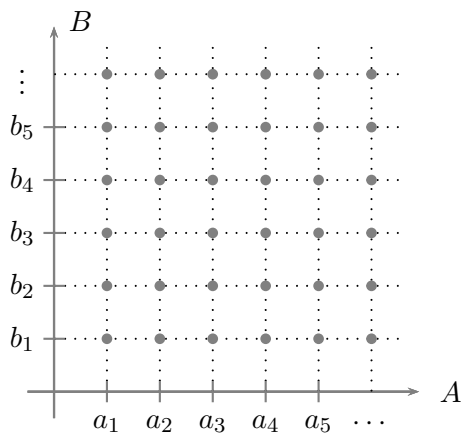 B
⋮
b₅
b₄
b₃
b₂
b₁
A
a₁ a₂ a₃ a₄ a₅ ⋯